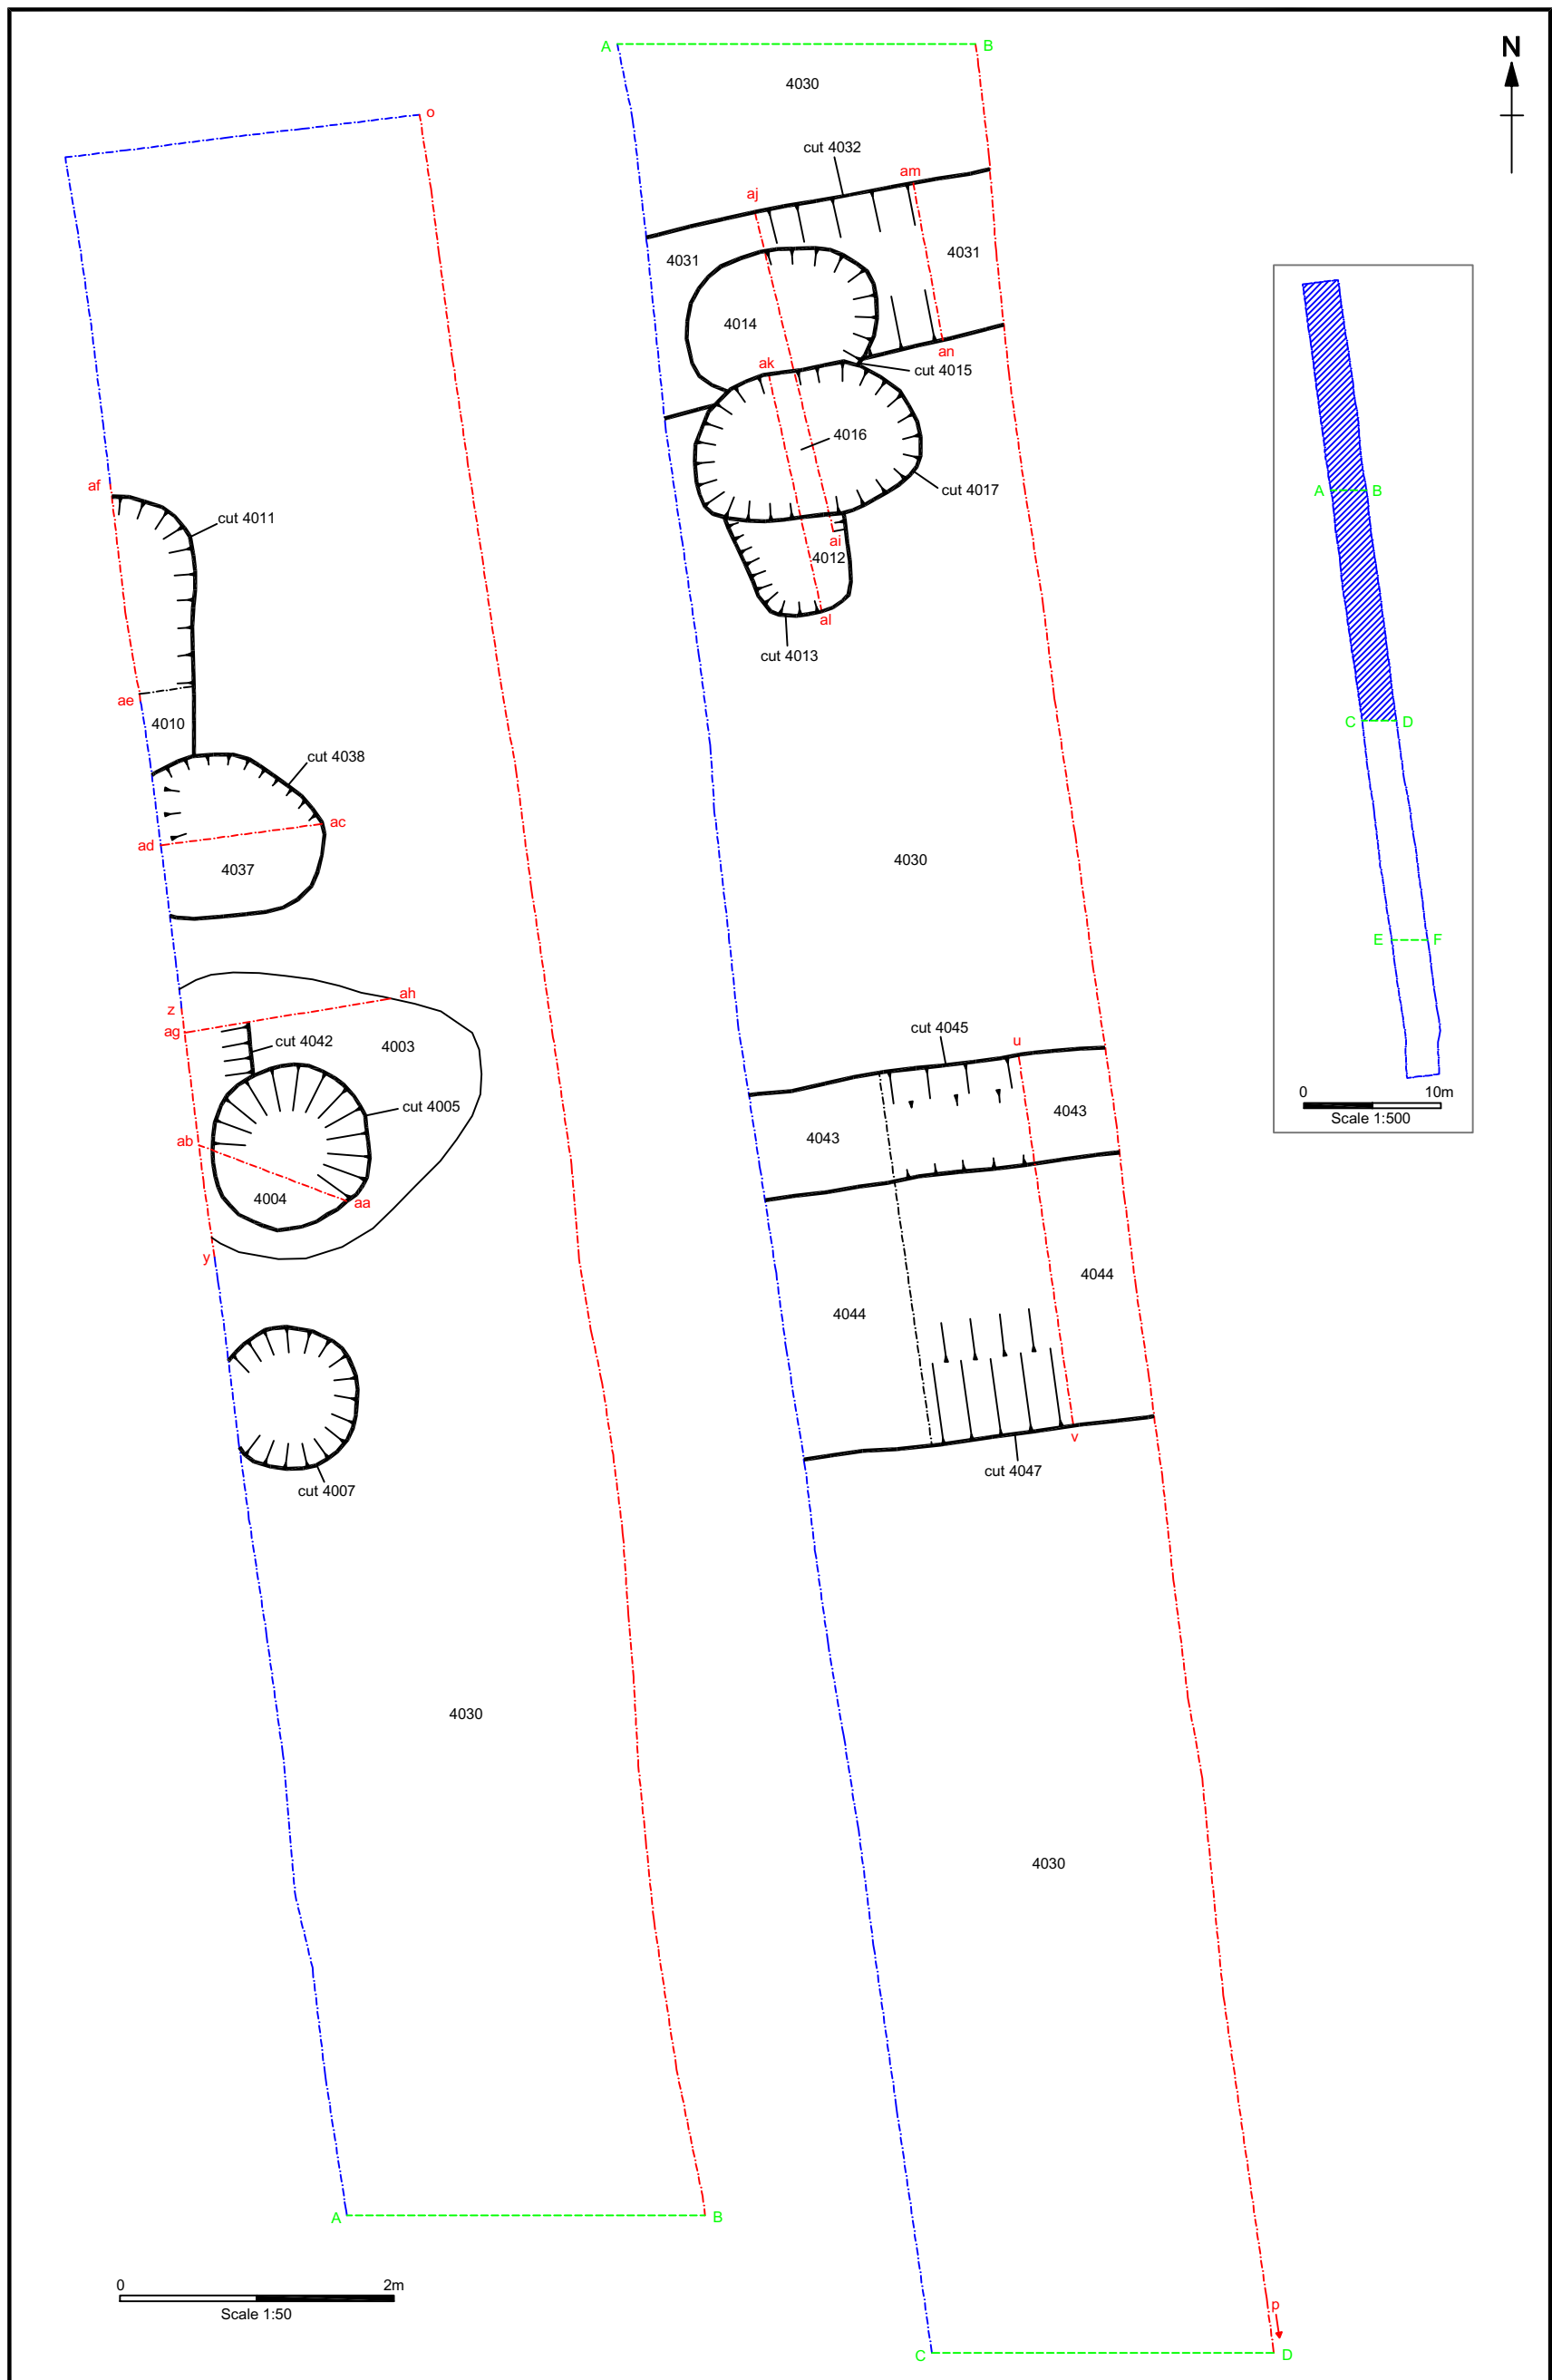 N
A
B
4030
o
cut 4032
am
aj
4031
4031
4014
ak
an
cut 4015
4016
af
cut 4011
cut 4017
ai
4012
al
cut 4013
ae
4010
cut 4038
ac
ad
4037
4030
z
ag
ah
cut 4042
4003
cut 4005
ab
4004
aa
y
cut 4007
cut 4045
u
4043
4043
4044
4044
v
cut 4047
A
B
C
D
E
F
0
10m
Scale 1:500
4030
4030
A
B
0
2m
Scale 1:50
p
C
D